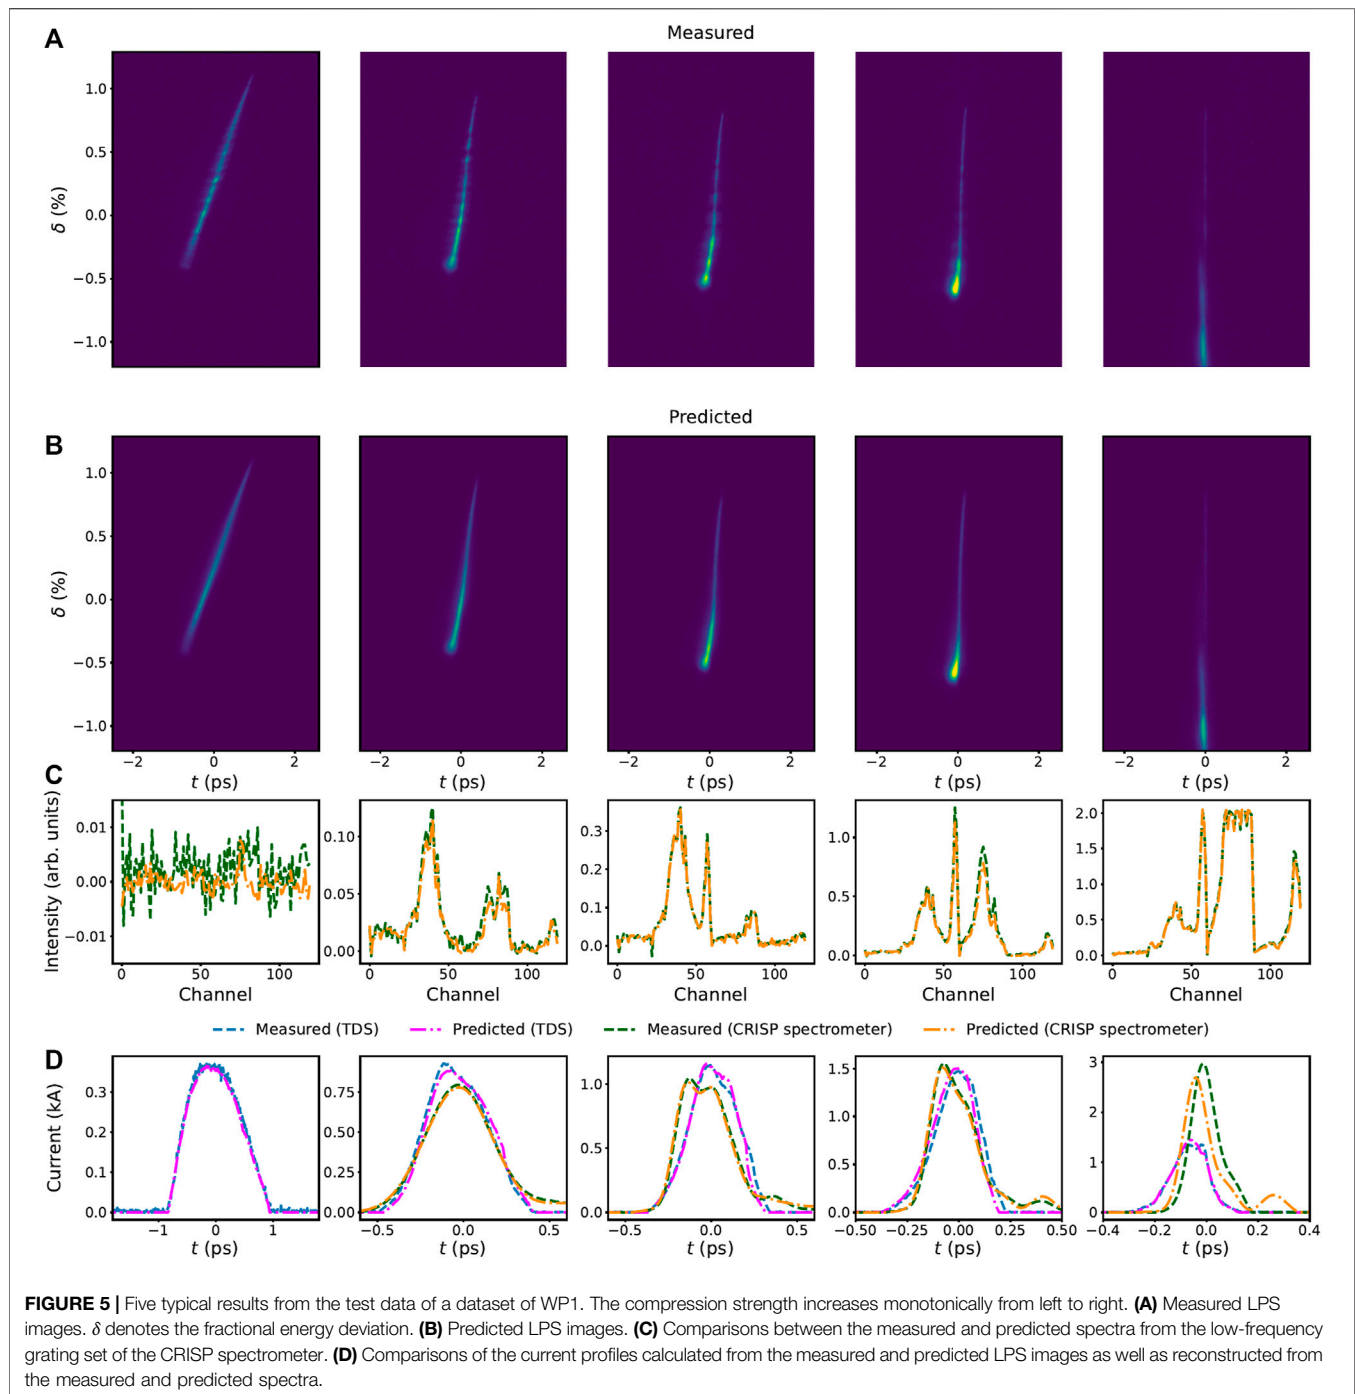 A
Measured
1.0
0.5
0.0
−0.5
−1.0
δ (%)
Predicted
B
1.0
0.5
0.0
−0.5
−1.0
δ (%)
−2 0 2 −2 0 2 −2 0 2 −2 0 2 −2 0 2
t (ps) t (ps) t (ps) t (ps) t (ps)
C
Intensity (arb. units)
0.01
0.00
−0.01
0.10
0.05
0.00
0.3
0.2
0.1
0.0
1.0
0.5
0.0
2.0
1.5
1.0
0.5
0.0
0 50 100 0 50 100 0 50 100 0 50 100 0 50 100
Channel Channel Channel Channel Channel
Measured (TDS) Predicted (TDS) Measured (CRISP spectrometer) Predicted (CRISP spectrometer)
D
Current (kA)
0.3
0.2
0.1
0.0
0.75
0.50
0.25
0.00
1.0
0.5
0.0
1.5
1.0
0.5
0.0
3
2
1
0
−1 0 1 −0.5 0.0 0.5 −0.5 0.0 0.5 −0.50 −0.25 0.00 0.25 0.50 −0.4 −0.2 0.0 0.2 0.4
t (ps) t (ps) t (ps) t (ps) t (ps)
FIGURE 5 | Five typical results from the test data of a dataset of WP1. The compression strength increases monotonically from left to right. (A) Measured LPS
images. δ denotes the fractional energy deviation. (B) Predicted LPS images. (C) Comparisons between the measured and predicted spectra from the low-frequency
grating set of the CRISP spectrometer. (D) Comparisons of the current profiles calculated from the measured and predicted LPS images as well as reconstructed from
the measured and predicted spectra.